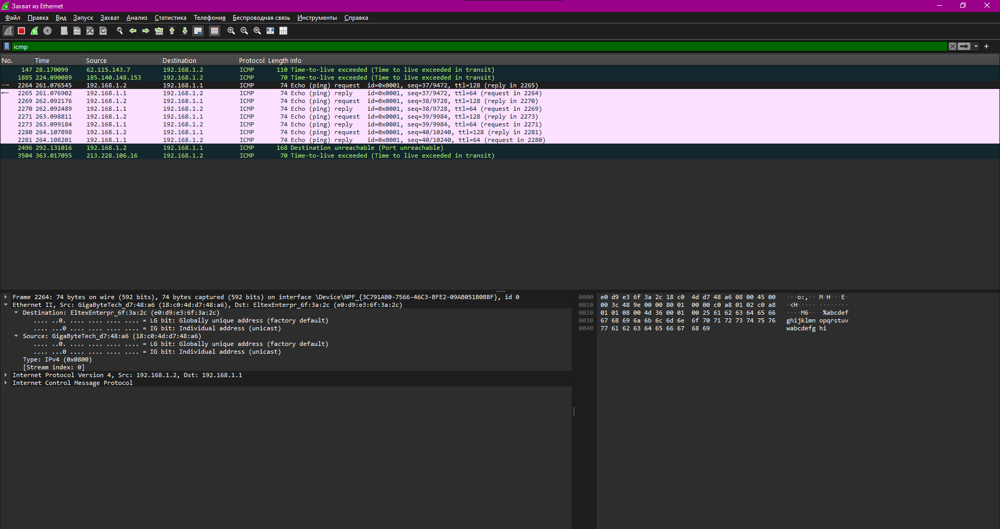 Захват из Ethernet
Файл Правка Вид Запуск Захват Анализ Статистика Телефония Беспроводная связь Инструменты Справка
icmp
No. Time Source Destination Protocol Length Info
147 28.170099 62.115.143.7 192.168.1.2 ICMP 110 Time-to-live exceeded (Time to live exceeded in transit)
1885 224.090089 185.140.148.153 192.168.1.2 ICMP 70 Time-to-live exceeded (Time to live exceeded in transit)
2264 261.076545 192.168.1.2 192.168.1.1 ICMP 74 Echo (ping) request id=0x0001, seq=37/9472, ttl=128 (reply in 2265)
2265 261.076902 192.168.1.1 192.168.1.2 ICMP 74 Echo (ping) reply id=0x0001, seq=37/9472, ttl=64 (request in 2264)
2269 262.092176 192.168.1.2 192.168.1.1 ICMP 74 Echo (ping) request id=0x0001, seq=38/9728, ttl=128 (reply in 2270)
2270 262.092489 192.168.1.1 192.168.1.2 ICMP 74 Echo (ping) reply id=0x0001, seq=38/9728, ttl=64 (request in 2269)
2271 263.098811 192.168.1.2 192.168.1.1 ICMP 74 Echo (ping) request id=0x0001, seq=39/9984, ttl=128 (reply in 2273)
2273 263.099184 192.168.1.1 192.168.1.2 ICMP 74 Echo (ping) reply id=0x0001, seq=39/9984, ttl=64 (request in 2271)
2280 264.107898 192.168.1.2 192.168.1.1 ICMP 74 Echo (ping) request id=0x0001, seq=40/10240, ttl=128 (reply in 2281)
2281 264.108201 192.168.1.1 192.168.1.2 ICMP 74 Echo (ping) reply id=0x0001, seq=40/10240, ttl=64 (request in 2280)
2496 292.131016 192.168.1.2 192.168.1.1 ICMP 168 Destination unreachable (Port unreachable)
3504 363.017055 213.228.106.16 192.168.1.2 ICMP 70 Time-to-live exceeded (Time to live exceeded in transit)
Frame 2264: 74 bytes on wire (592 bits), 74 bytes captured (592 bits) on interface \Device\NPF_{3C791AB0-7566-46C3-BFE2-09AB051B0BBF}, id 0
Ethernet II, Src: GigaByteTech_d7:48:a6 (18:c0:4d:d7:48:a6), Dst: EltexEnterpr_6f:3a:2c (e0:d9:e3:6f:3a:2c)
Destination: EltexEnterpr_6f:3a:2c (e0:d9:e3:6f:3a:2c)
.... ..0. .... .... .... .... = LG bit: Globally unique address (factory default)
.... ...0 .... .... .... .... = IG bit: Individual address (unicast)
Source: GigaByteTech_d7:48:a6 (18:c0:4d:d7:48:a6)
.... ..0. .... .... .... .... = LG bit: Globally unique address (factory default)
.... ...0 .... .... .... .... = IG bit: Individual address (unicast)
Type: IPv4 (0x0800)
[Stream index: 0]
Internet Protocol Version 4, Src: 192.168.1.2, Dst: 192.168.1.1
Internet Control Message Protocol
0000 e0 d9 e3 6f 3a 2c 18 c0 4d d7 48 a6 08 00 45 00 ···o:,·· M·H···E·
0010 00 3c 48 9e 00 00 80 01 00 00 c0 a8 01 02 c0 a8 ·<H····· ········
0020 01 01 08 00 4d 36 00 01 00 25 61 62 63 64 65 66 ····M6·· ·%abcdef
0030 67 68 69 6a 6b 6c 6d 6e 6f 70 71 72 73 74 75 76 ghijklmn opqrstuv
0040 77 61 62 63 64 65 66 67 68 69 wabcdefg hi